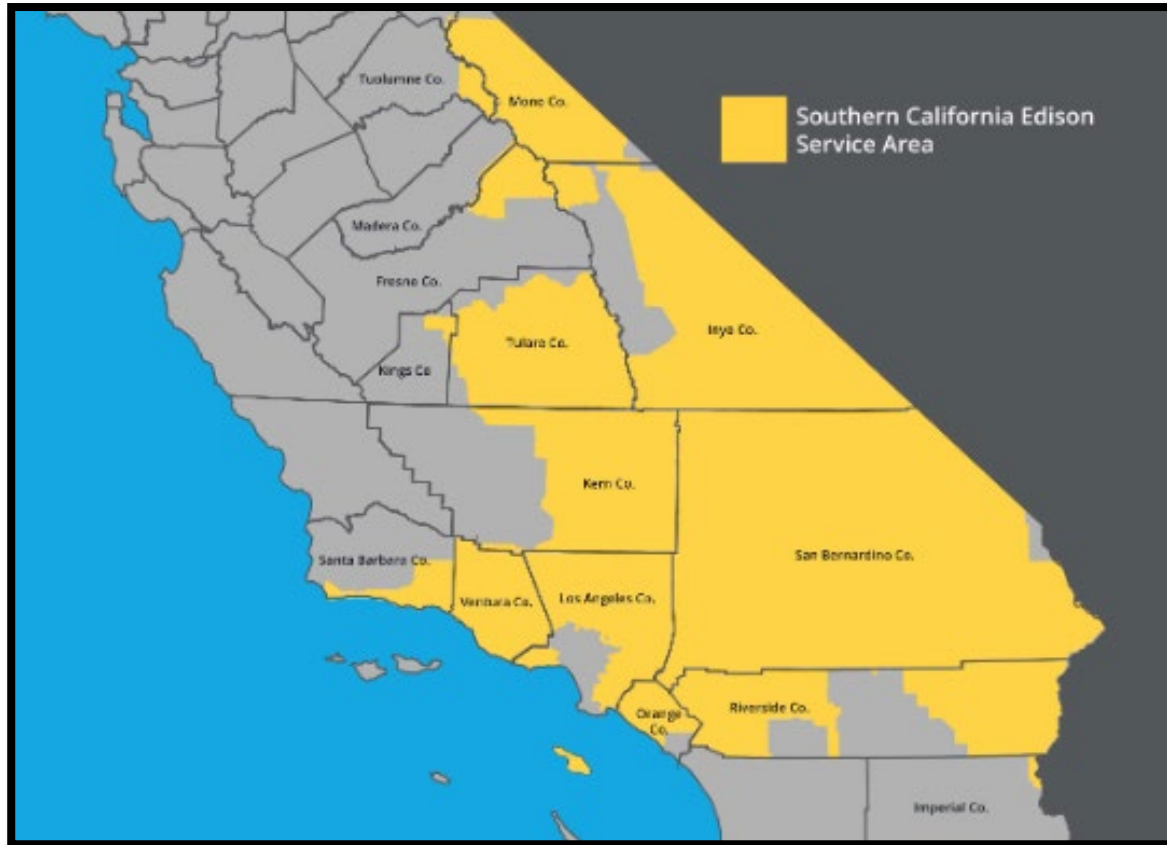 Tuolumne Co.
Mono Co.
Southern California Edison
Service Area
Madera Co.
Fresno Co.
Inyo Co.
Tulare Co.
Kings Co
Kern Co.
San Bernardino Co.
Santa Barbara Co.
Ventura Co.
Los Angeles Co.
Riverside Co.
Orange
Co.
Imperial Co.